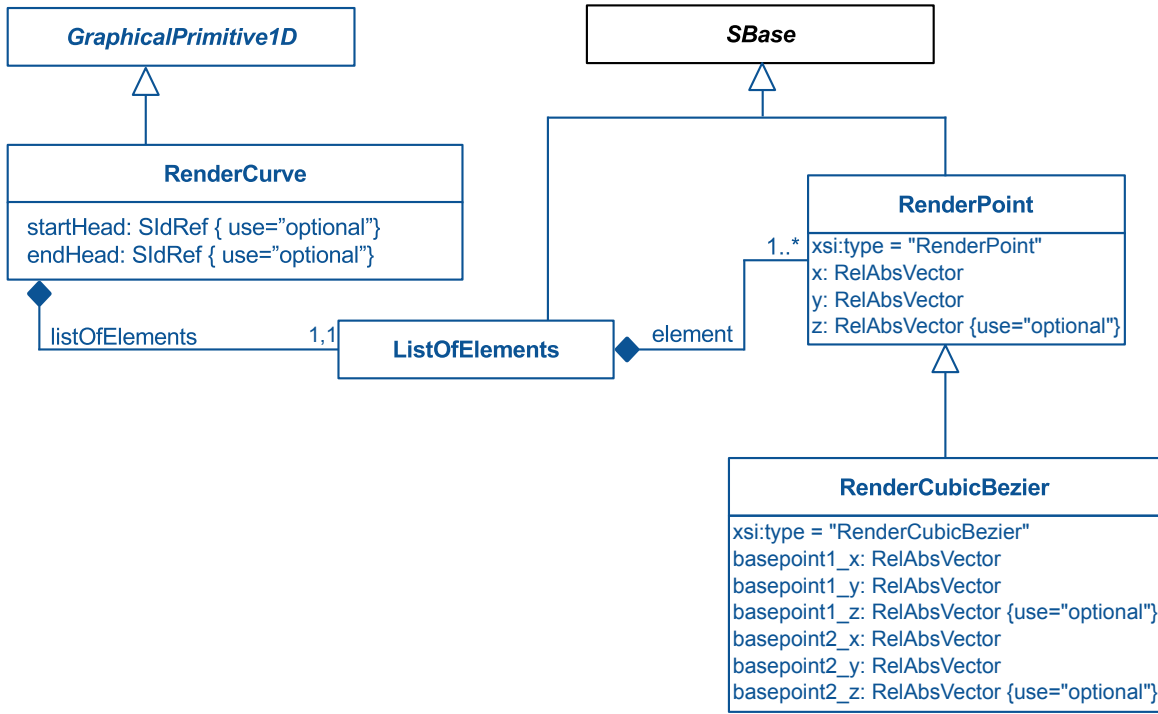 GraphicalPrimitive1D
SBase
RenderCurve
startHead: SIdRef { use=”optional”}
endHead: SIdRef { use=”optional”}
RenderPoint
xsi:type = "RenderPoint"
x: RelAbsVector
y: RelAbsVector
z: RelAbsVector {use="optional"}
1..*
listOfElements
1,1
ListOfElements
element
RenderCubicBezier
xsi:type = "RenderCubicBezier"
basepoint1_x: RelAbsVector
basepoint1_y: RelAbsVector
basepoint1_z: RelAbsVector {use="optional"}
basepoint2_x: RelAbsVector
basepoint2_y: RelAbsVector
basepoint2_z: RelAbsVector {use="optional"}